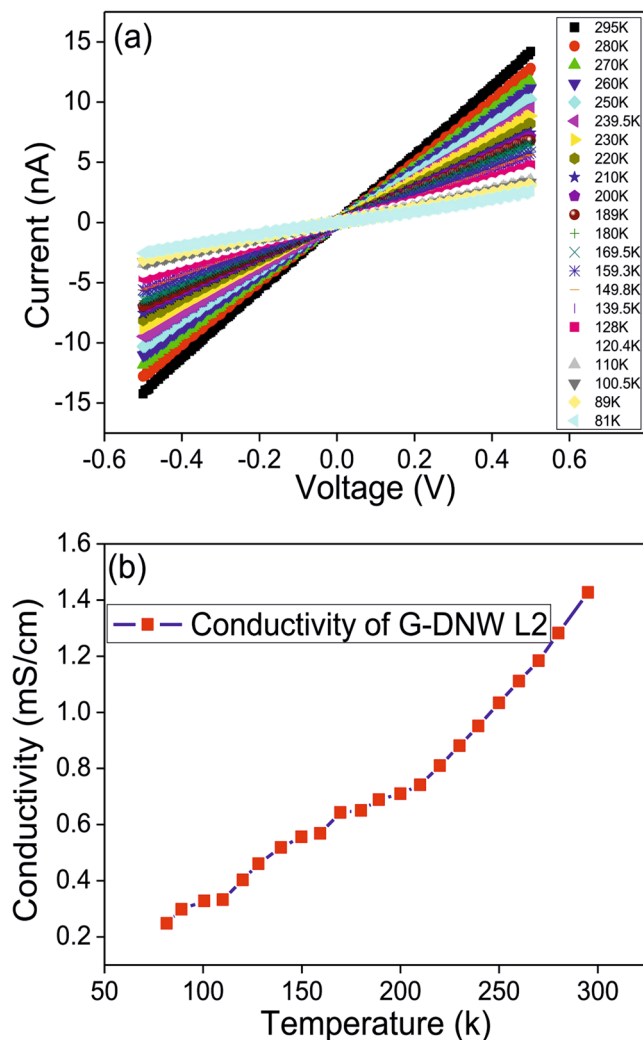 (a)
15
10
5
0
-5
-10
-15
Current (nA)
295K
280K
270K
260K
250K
239.5K
230K
220K
210K
200K
189K
180K
169.5K
159.3K
149.8K
139.5K
128K
120.4K
110K
100.5K
89K
81K
-0.6 -0.4 -0.2 0.0 0.2 0.4 0.6
Voltage (V)
(b)
1.6
1.4
1.2
1.0
0.8
0.6
0.4
0.2
Conductivity (mS/cm)
Conductivity of G-DNW L2
50 100 150 200 250 300
Temperature (k)